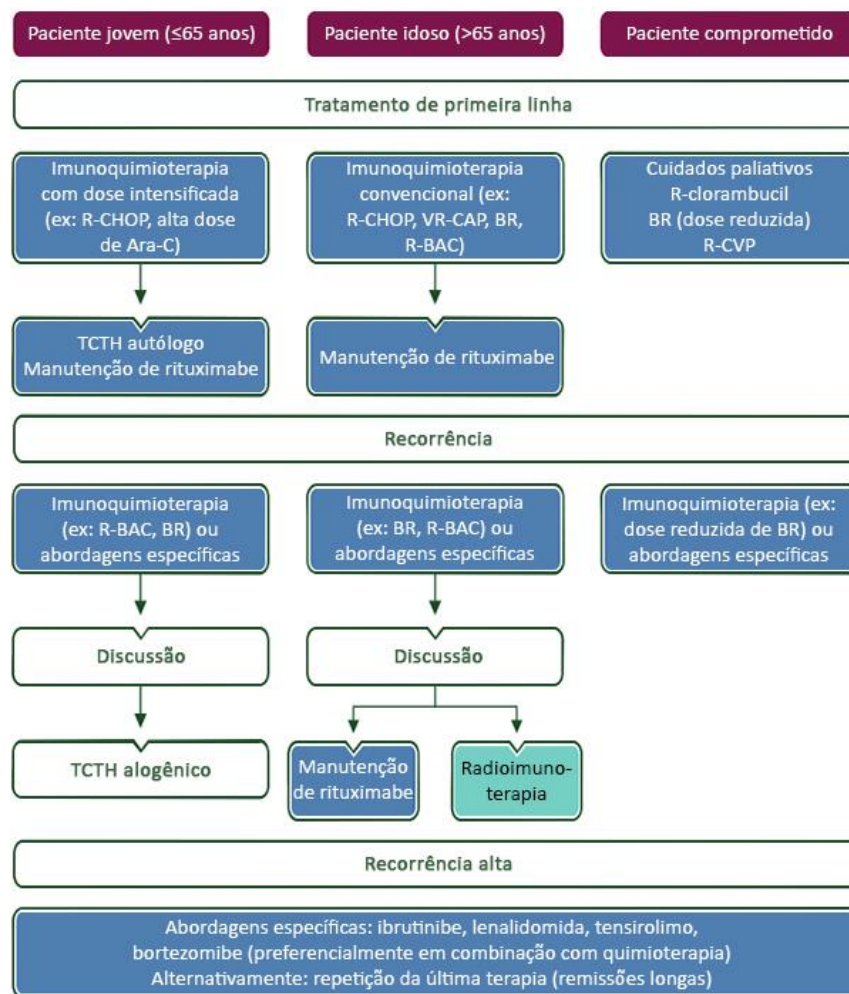 Paciente jovem (≤65 anos)
Paciente idoso (>65 anos)
Paciente comprometido
Tratamento de primeira linha
Imunoquimioterapia
com dose intensificada
(ex: R-CHOP, alta dose
de Ara-C)
Imunoquimioterapia
convencional (ex:
R-CHOP, VR-CAP, BR,
R-BAC)
Cuidados paliativos
R-clorambucil
BR (dose reduzida)
R-CVP
TCTH autólogo
Manutenção de rituximabe
Manutenção de rituximabe
Recorrência
Imunoquimioterapia
(ex: R-BAC, BR) ou
abordagens específicas
Imunoquimioterapia
(ex: BR, R-BAC) ou
abordagens específicas
Imunoquimioterapia (ex:
dose reduzida de BR) ou
abordagens específicas
Discussão
Discussão
TCTH alogênico
Manutenção
de rituximabe
Radioimuno-
terapia
Recorrência alta
Abordagens específicas: ibrutinibe, lenalidomida, tensirolimo,
bortezomibe (preferencialmente em combinação com quimioterapia)
Alternativamente: repetição da última terapia (remissões longas)